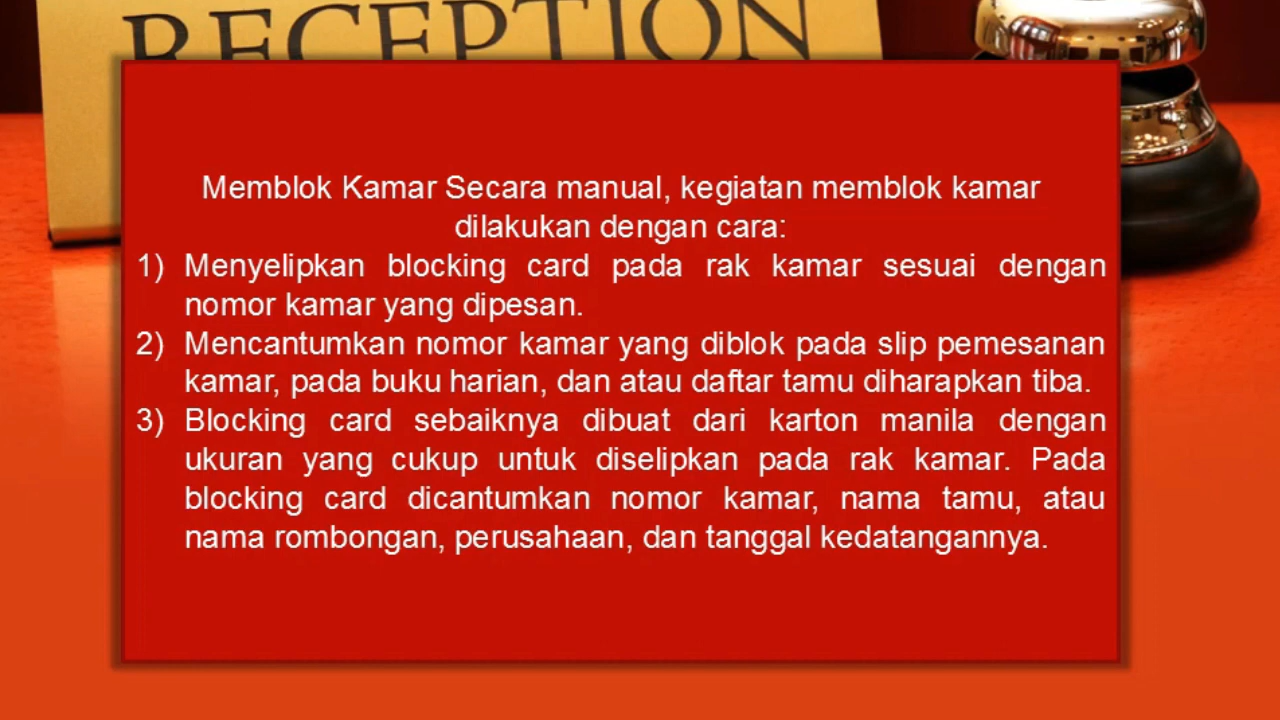 RECEPTION
Memblok Kamar Secara manual, kegiatan memblok kamar
dilakukan dengan cara:
1) Menyelipkan blocking card pada rak kamar sesuai dengan
nomor kamar yang dipesan.
2) Mencantumkan nomor kamar yang diblok pada slip pemesanan
kamar, pada buku harian, dan atau daftar tamu diharapkan tiba.
3) Blocking card sebaiknya dibuat dari karton manila dengan
ukuran yang cukup untuk diselipkan pada rak kamar. Pada
blocking card dicantumkan nomor kamar, nama tamu, atau
nama rombongan, perusahaan, dan tanggal kedatangannya.